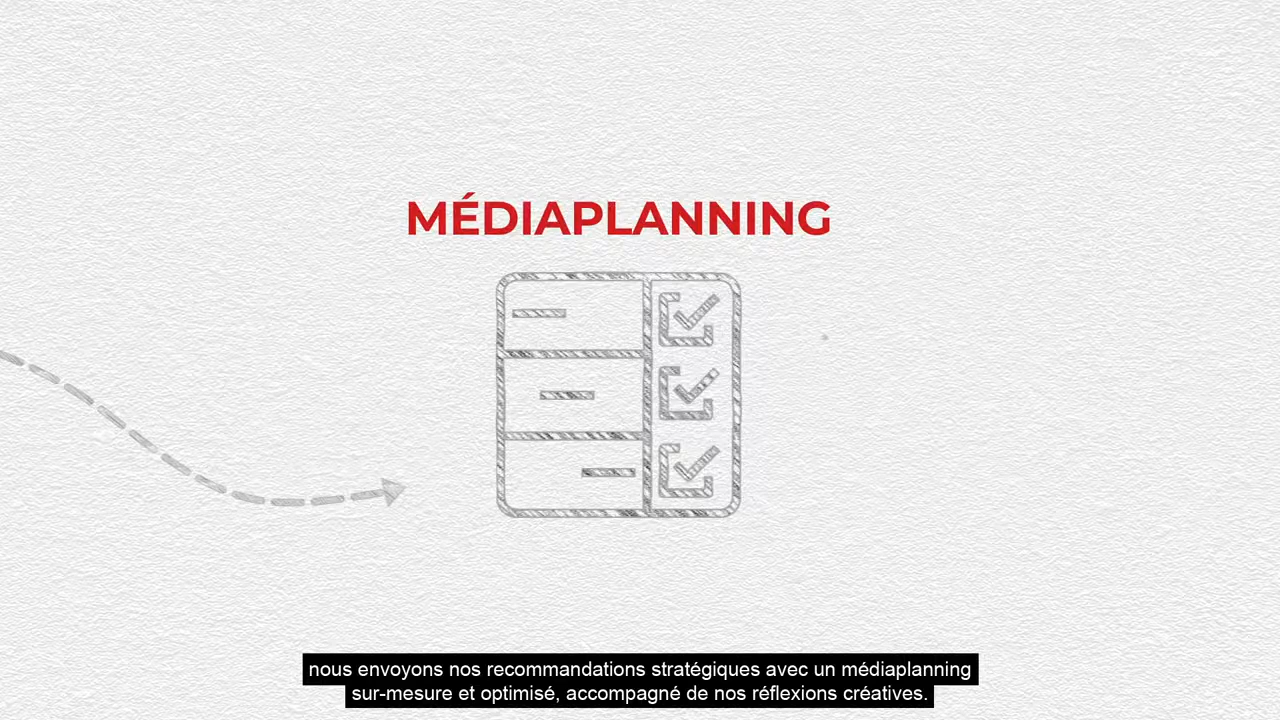 MÉDIAPLANNING
nous envoyons nos recommandations stratégiques avec un médiaplanning
sur-mesure et optimisé, accompagné de nos réflexions créatives.